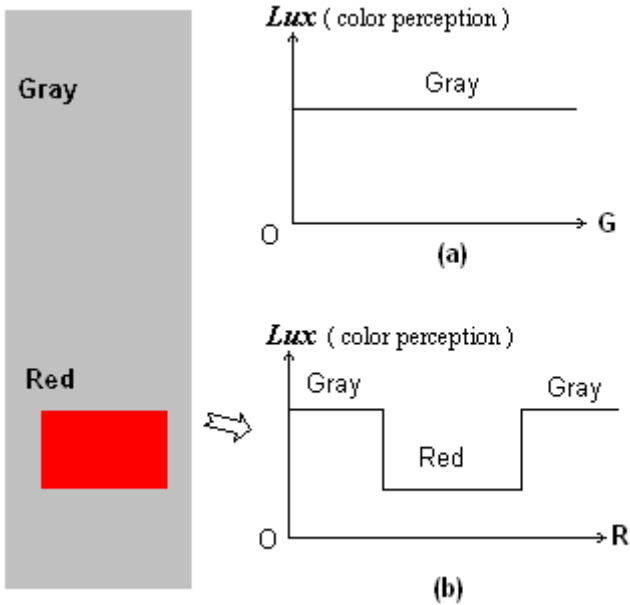 Gray
Lux ( color perception )
Gray
O
G
(a)
Red
Lux ( color perception )
Gray
Gray
Red
O
R
(b)